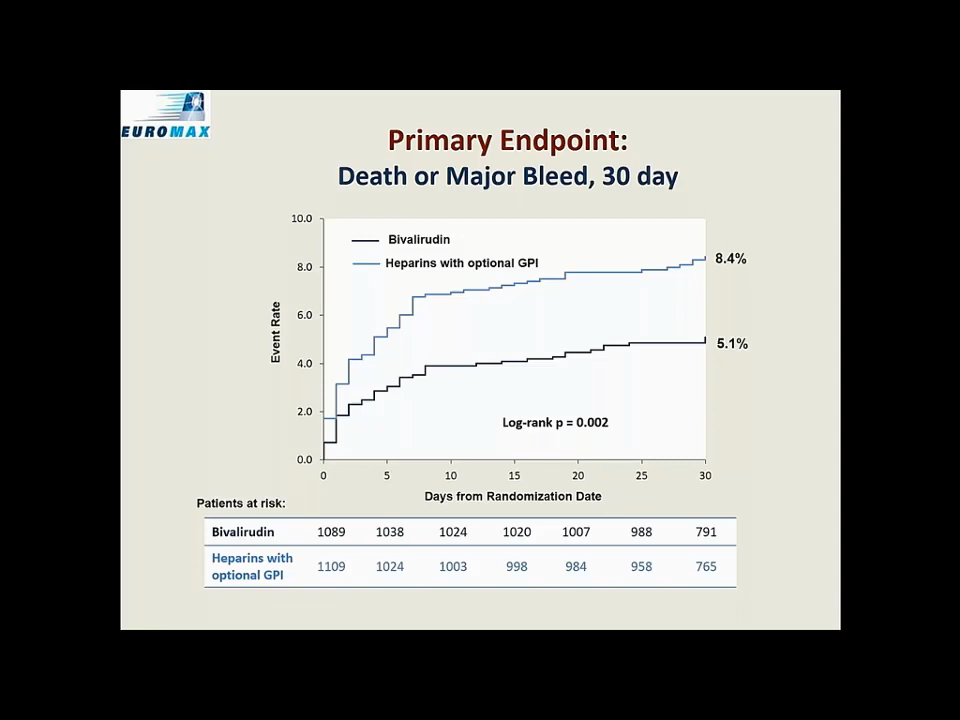 EUROMAX
Primary Endpoint:
Death or Major Bleed, 30 day
10.0
8.0
6.0
4.0
2.0
0.0
Event Rate
Bivalirudin
Heparins with optional GPI
8.4%
5.1%
Log-rank p = 0.002
0 5 10 15 20 25 30
Days from Randomization Date
Patients at risk:
Bivalirudin 1089 1038 1024 1020 1007 988 791
Heparins with
optional GPI 1109 1024 1003 998 984 958 765